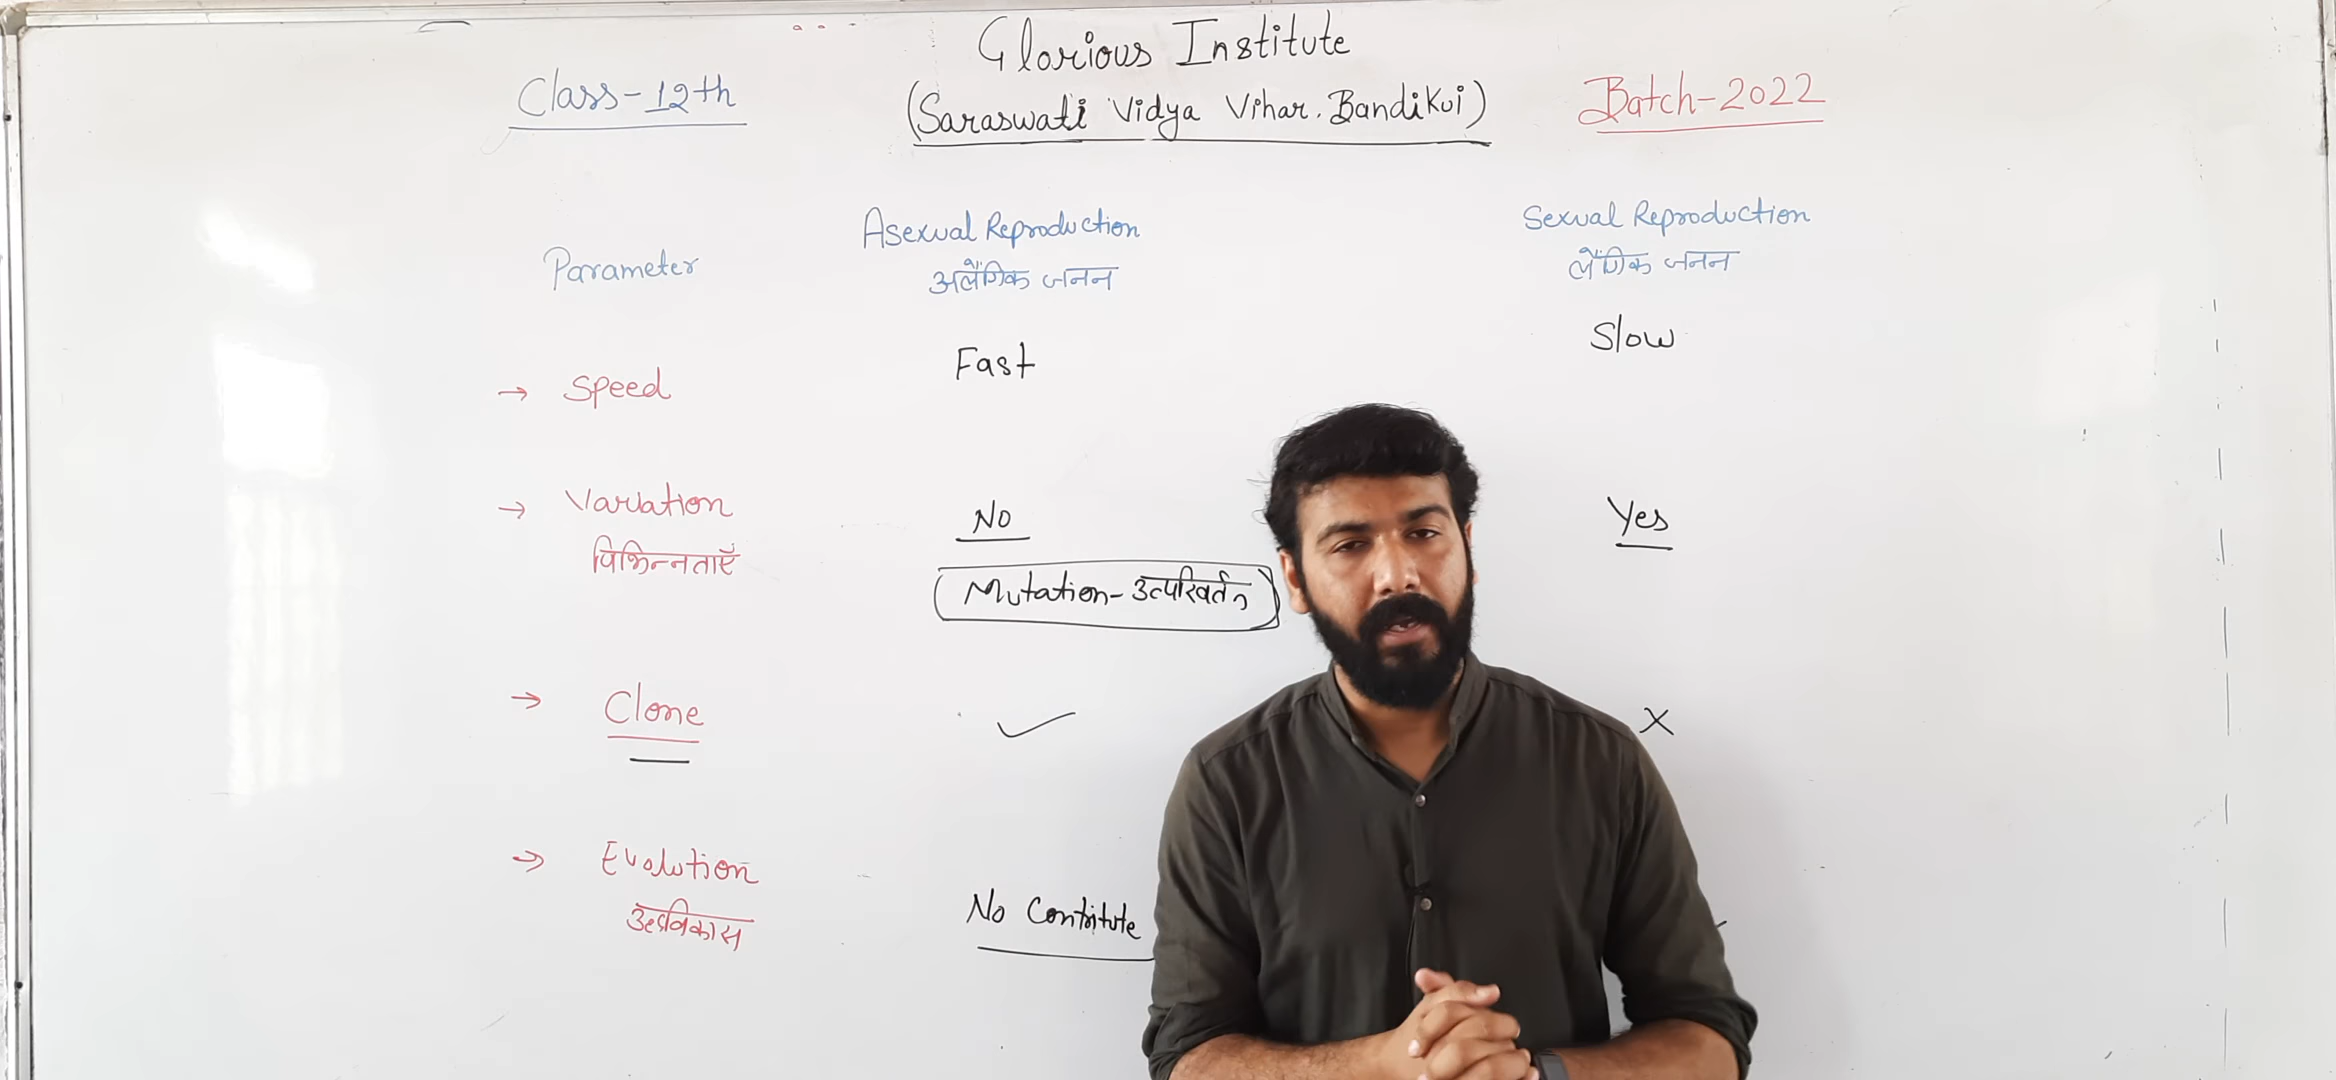 Glorious Institute
Class-12th
(Saraswati Vidya Vihar. Bandikui)
Batch-2022
Parameter
Asexual Reproduction
अलैंगिक जनन
Sexual Reproduction
लैंगिक जनन
→ Speed
Fast
Slow
→ Variation
विभिन्नताएँ
No
Mutation-उत्परिवर्तन
Yes
→ Clone
✓
X
→ Evolution
उद्विकास
No Contritute